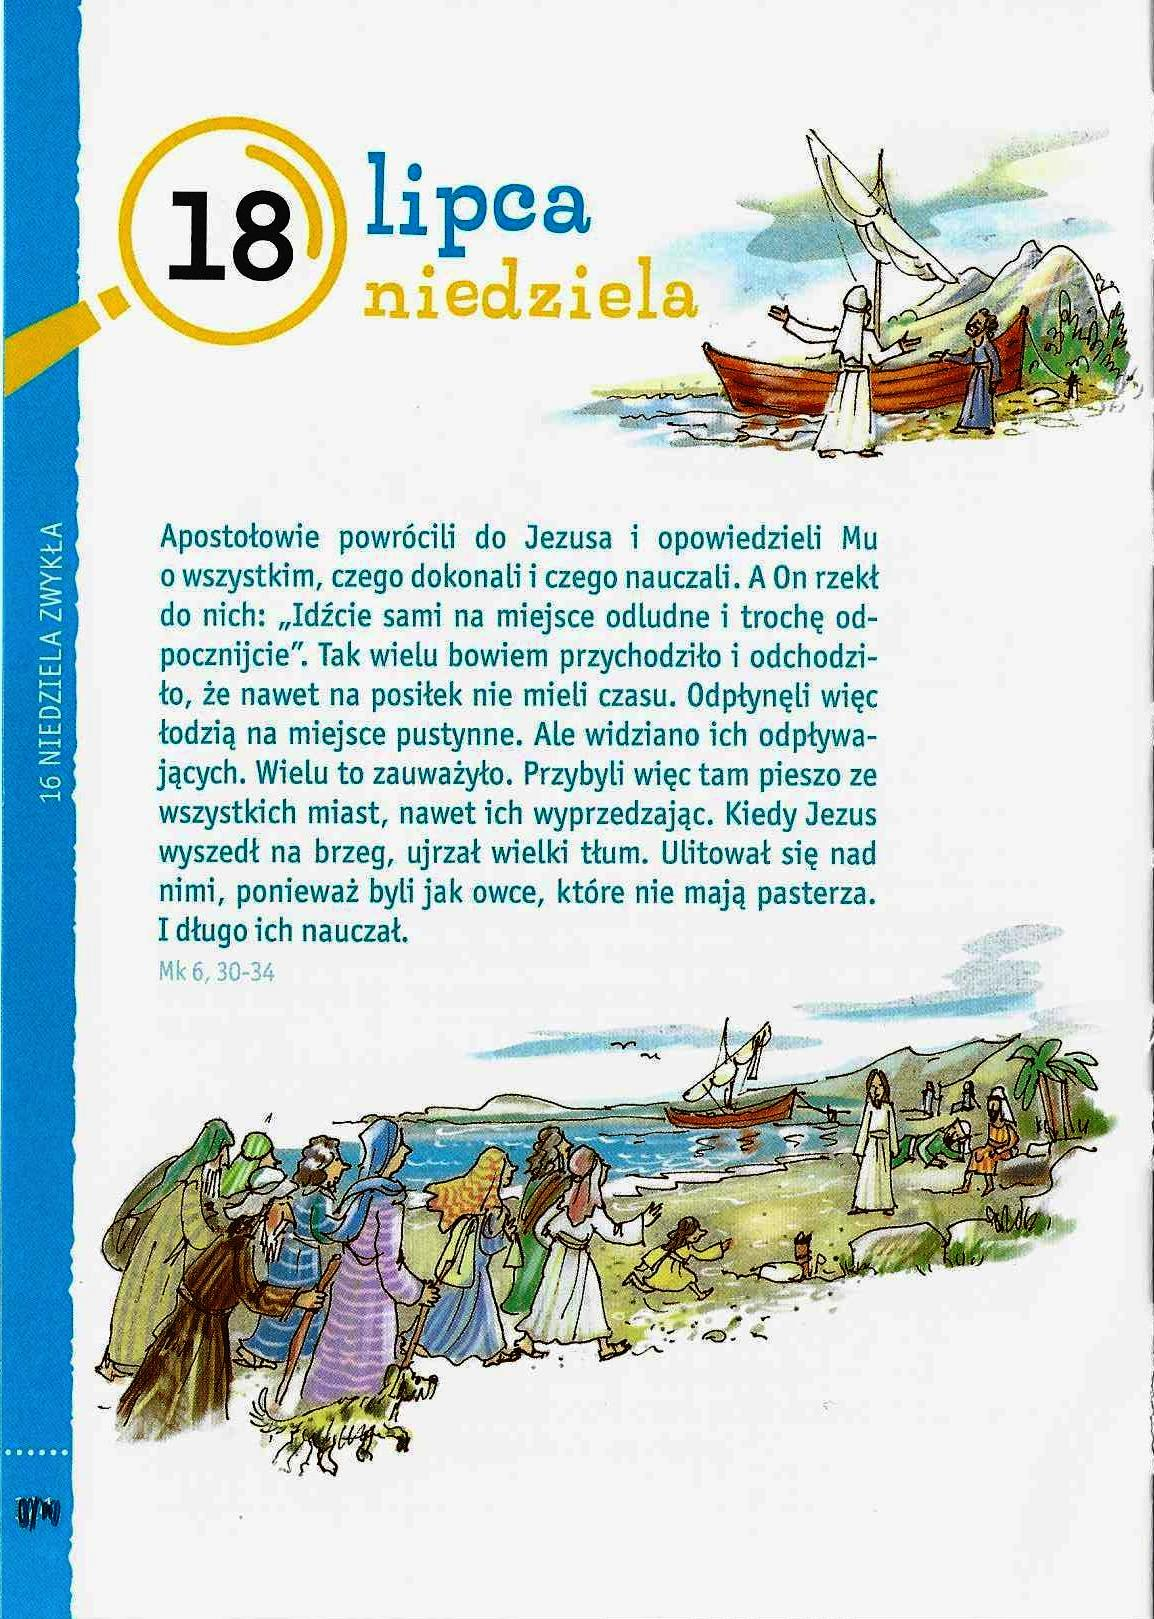 18
lipca
niedziela
16 NIEDZIELA ZWYKŁA
Apostołowie powrócili do Jezusa i opowiedzieli Mu
o wszystkim, czego dokonali i czego nauczali. A On rzekł
do nich: „Idźcie sami na miejsce odludne i trochę od-
pocznijcie”. Tak wielu bowiem przychodziło i odchodzi-
ło, że nawet na posiłek nie mieli czasu. Odpłynęli więc
łodzią na miejsce pustynne. Ale widziano ich odpływa-
jących. Wielu to zauważyło. Przybyli więc tam pieszo ze
wszystkich miast, nawet ich wyprzedzając. Kiedy Jezus
wyszedł na brzeg, ujrzał wielki tłum. Ulitował się nad
nimi, ponieważ byli jak owce, które nie mają pasterza.
I długo ich nauczał.
Mk 6, 30-34